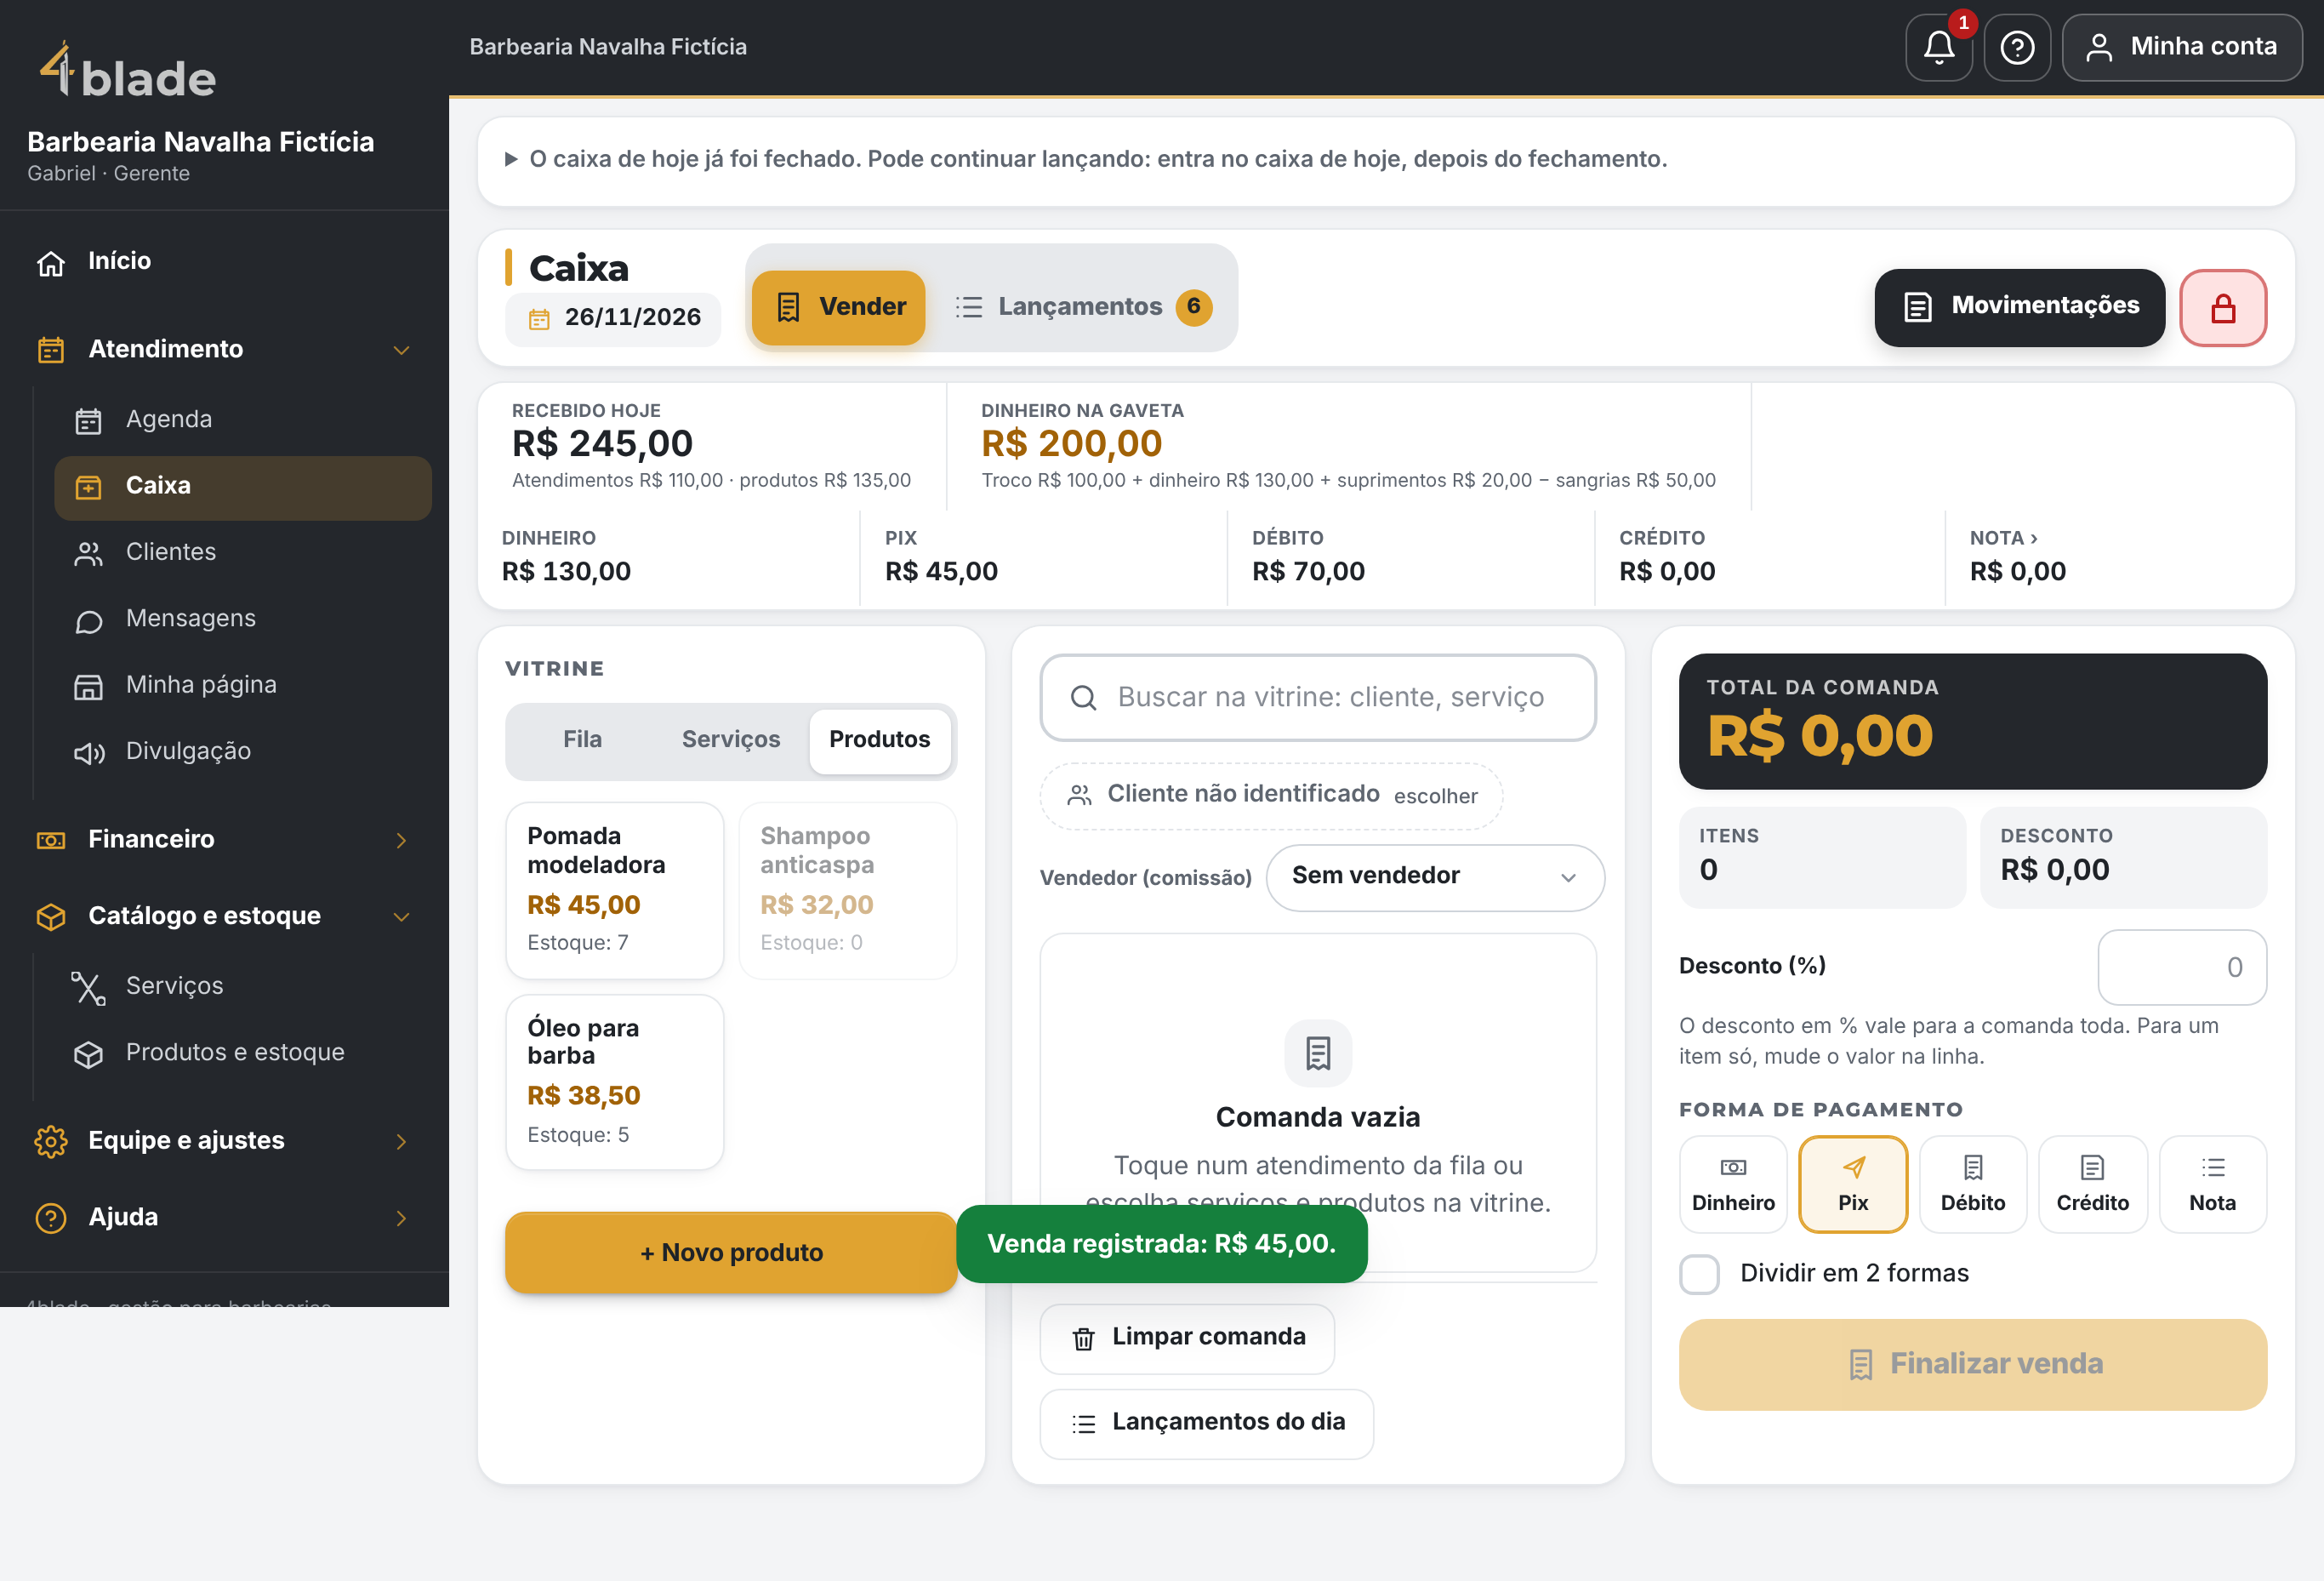 4blade
Barbearia Navalha Fictícia
Gabriel · Gerente
Início
Atendimento
Agenda
Caixa
Clientes
Mensagens
Minha página
Divulgação
Financeiro
Catálogo e estoque
Serviços
Produtos e estoque
Equipe e ajustes
Ajuda
4blade · gestão para barbearias
Barbearia Navalha Fictícia
1
Minha conta
O caixa de hoje já foi fechado. Pode continuar lançando: entra no caixa de hoje, depois do fechamento.
Caixa
26/11/2026
Vender
Lançamentos 6
Movimentações
RECEBIDO HOJE
R$ 245,00
Atendimentos R$ 110,00 · produtos R$ 135,00
DINHEIRO NA GAVETA
R$ 200,00
Troco R$ 100,00 + dinheiro R$ 130,00 + suprimentos R$ 20,00 − sangrias R$ 50,00
DINHEIRO
R$ 130,00
PIX
R$ 45,00
DÉBITO
R$ 70,00
CRÉDITO
R$ 0,00
NOTA ›
R$ 0,00
VITRINE
Fila
Serviços
Produtos
Pomada
modeladora
R$ 45,00
Estoque: 7
Shampoo
anticaspa
R$ 32,00
Estoque: 0
Óleo para
barba
R$ 38,50
Estoque: 5
+ Novo produto
Buscar na vitrine: cliente, serviço
Cliente não identificado escolher
Vendedor (comissão)
Sem vendedor
Comanda vazia
Toque num atendimento da fila ou
escolha serviços e produtos na vitrine.
Venda registrada: R$ 45,00.
Limpar comanda
Lançamentos do dia
TOTAL DA COMANDA
R$ 0,00
ITENS
0
DESCONTO
R$ 0,00
Desconto (%)
0
O desconto em % vale para a comanda toda. Para um
item só, mude o valor na linha.
FORMA DE PAGAMENTO
Dinheiro
Pix
Débito
Crédito
Nota
Dividir em 2 formas
Finalizar venda